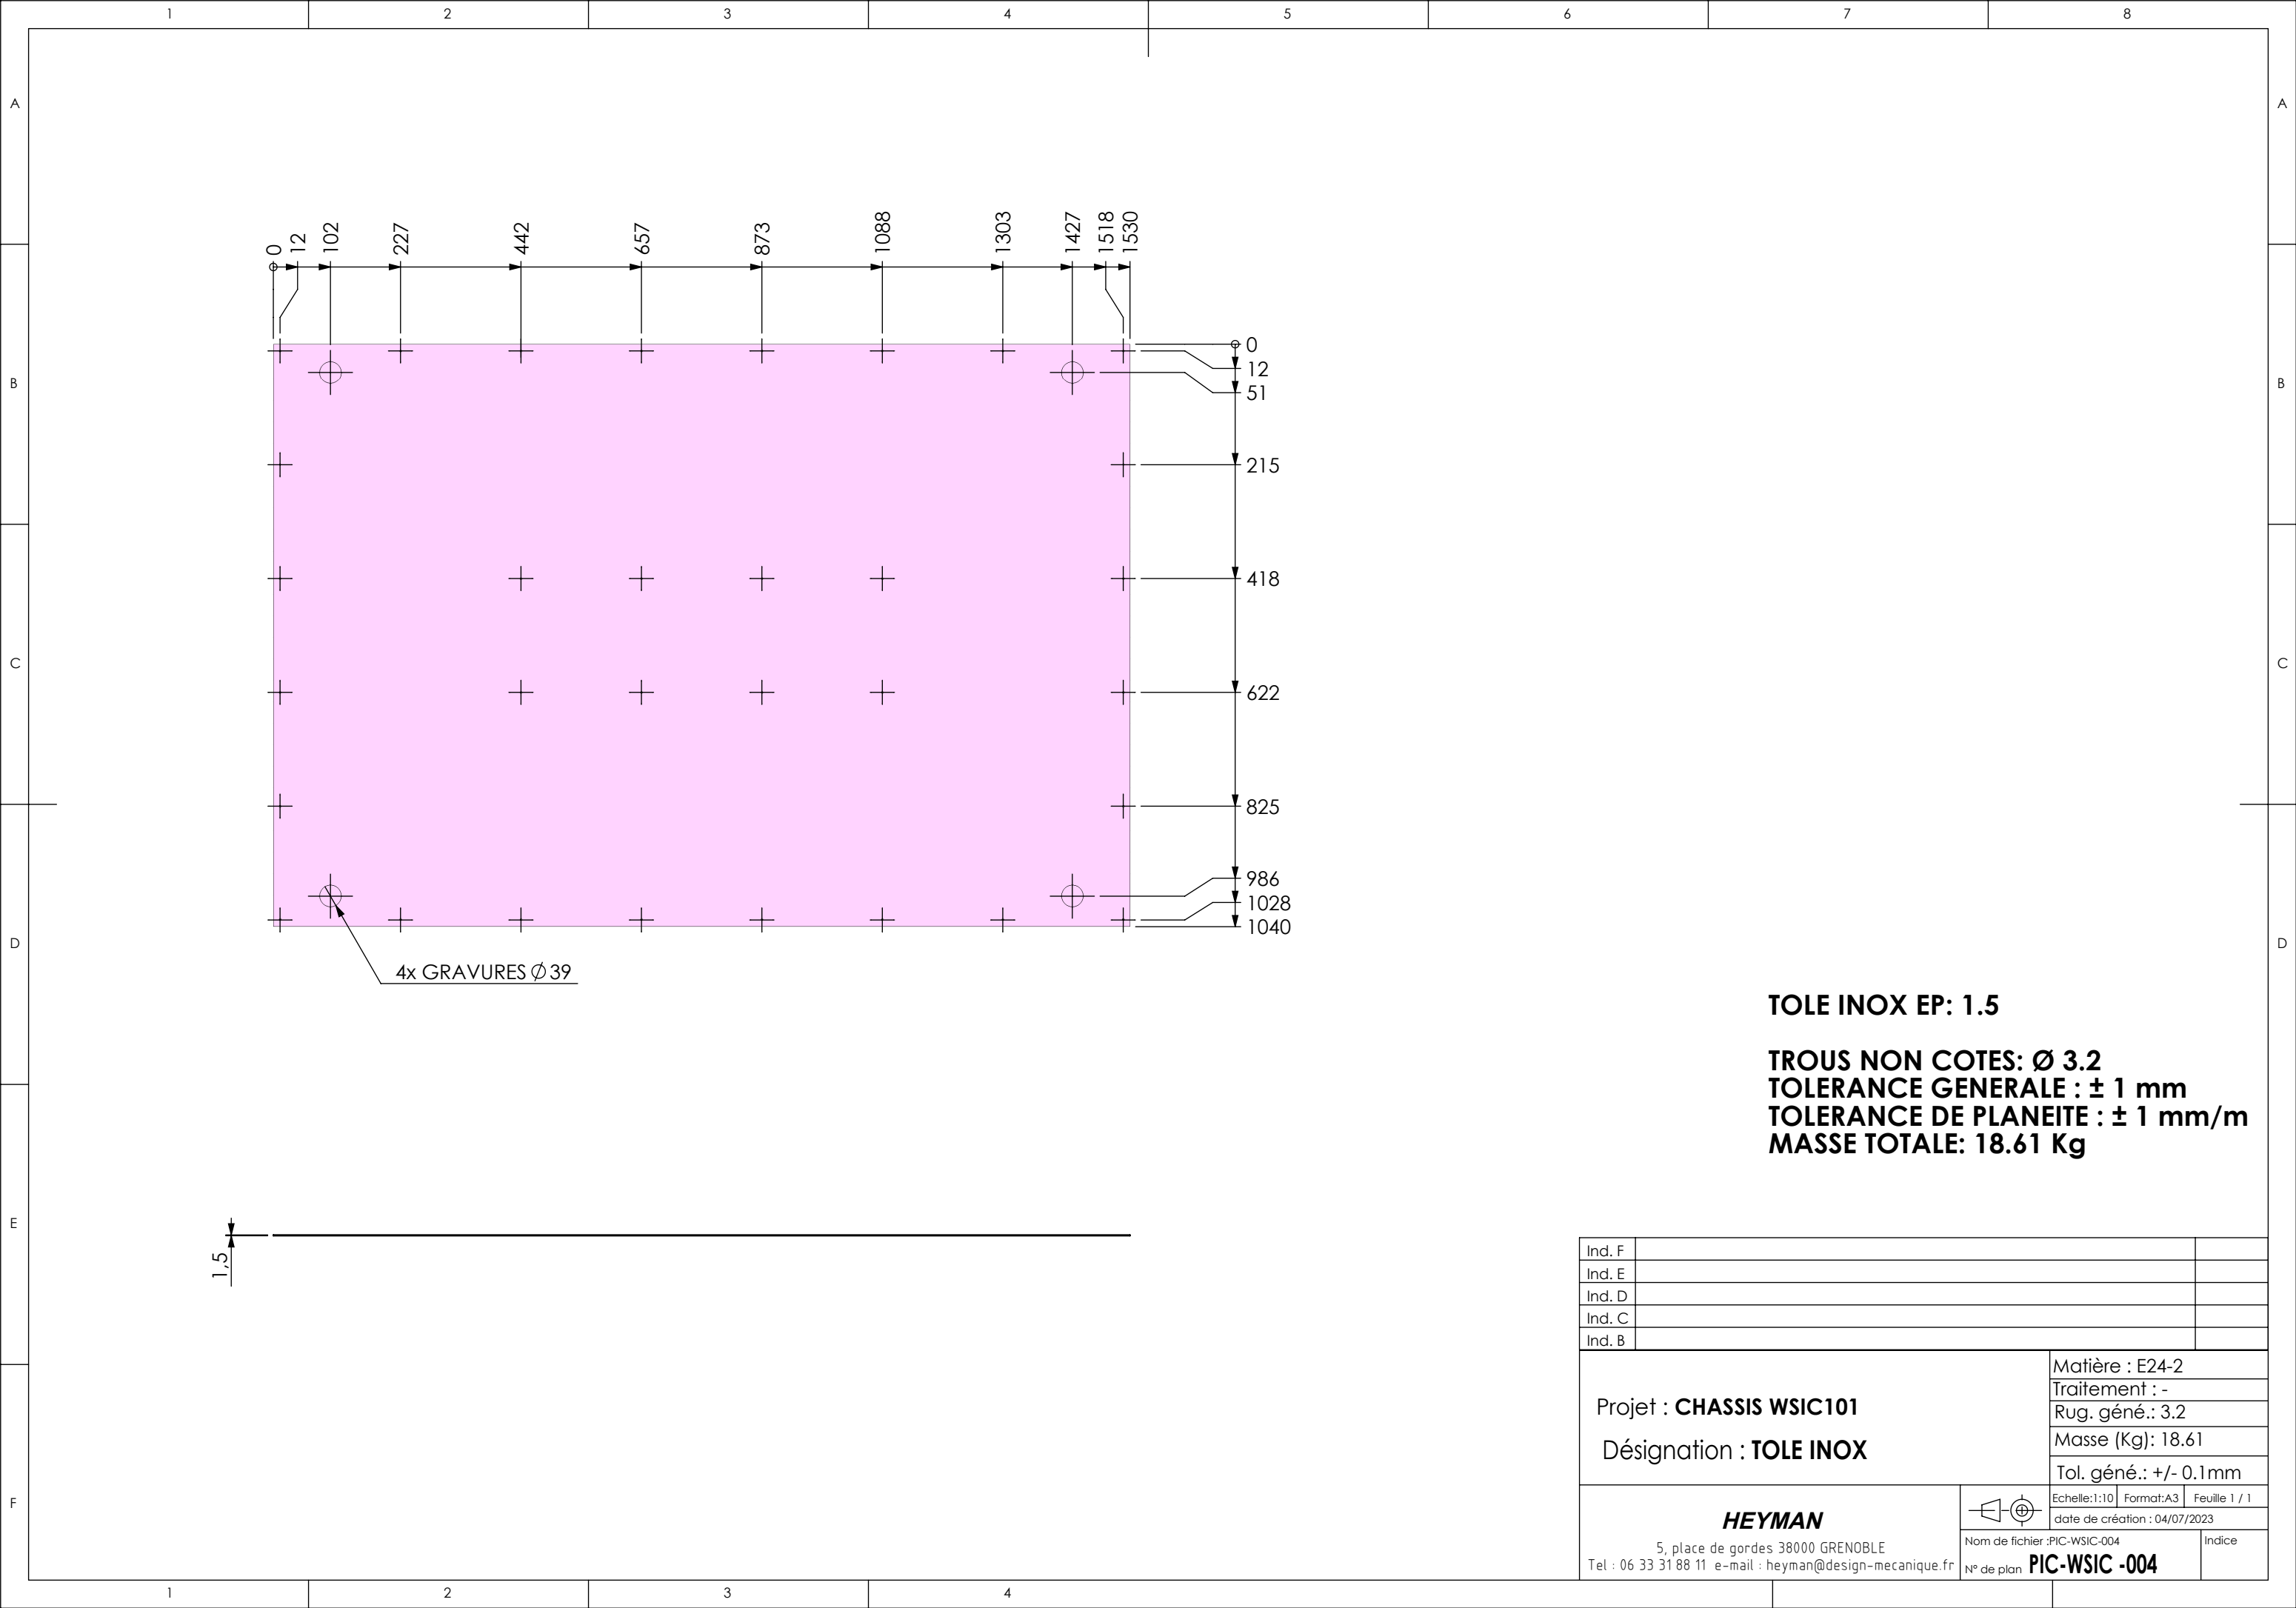 1 2 3 4 5 6 7 8
A A
0 12 102 227 442 657 873 1088 1303 1427 1518 1530
0
12
B B
51
215
418
C C
622
825
986
1028
1040
D D
4x GRAVURES Ø 39
TOLE INOX EP: 1.5
TROUS NON COTES: Ø 3.2
TOLERANCE GENERALE : ± 1 mm
TOLERANCE DE PLANEITE : ± 1 mm/m
MASSE TOTALE: 18.61 Kg
E E
1,5
Ind. F
Ind. E
Ind. D
Ind. C
Ind. B
Matière : E24-2
Traitement : -
Rug. géné.: 3.2
Masse (Kg): 18.61
Tol. géné.: +/- 0.1mm
Projet : CHASSIS WSIC101
Désignation : TOLE INOX
F F
Echelle:1:10 Format:A3 Feuille 1 / 1
date de création : 04/07/2023
HEYMAN
5, place de gordes 38000 GRENOBLE
Tel : 06 33 31 88 11 e-mail : heyman@design-mecanique.fr
Nom de fichier :PIC-WSIC-004 Indice
N° de plan PIC-WSIC -004
1 2 3 4